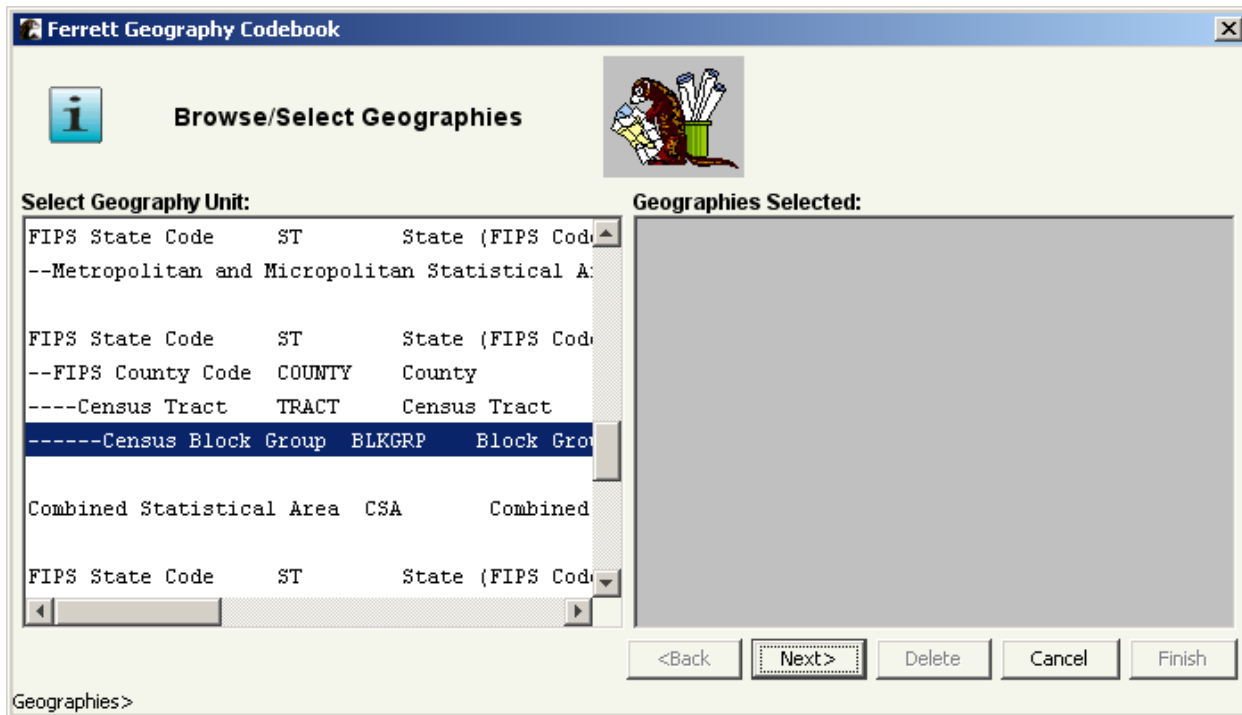 Ferrett Geography Codebook
Browse/Select Geographies
Select Geography Unit:
FIPS State Code ST State (FIPS Cod
--Metropolitan and Micropolitan Statistical A
FIPS State Code ST State (FIPS Cod
--FIPS County Code COUNTY County
----Census Tract TRACT Census Tract
------Census Block Group BLKGRP Block Gro
Combined Statistical Area CSA Combined
FIPS State Code ST State (FIPS Cod
Geographies Selected:
<Back Next> Delete Cancel Finish
Geographies>